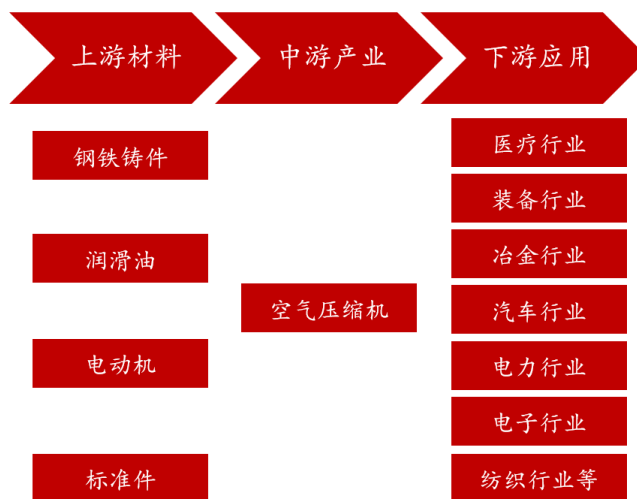 上游材料
中游产业
下游应用
钢铁铸件
润滑油
电动机
标准件
空气压缩机
医疗行业
装备行业
冶金行业
汽车行业
电力行业
电子行业
纺织行业等